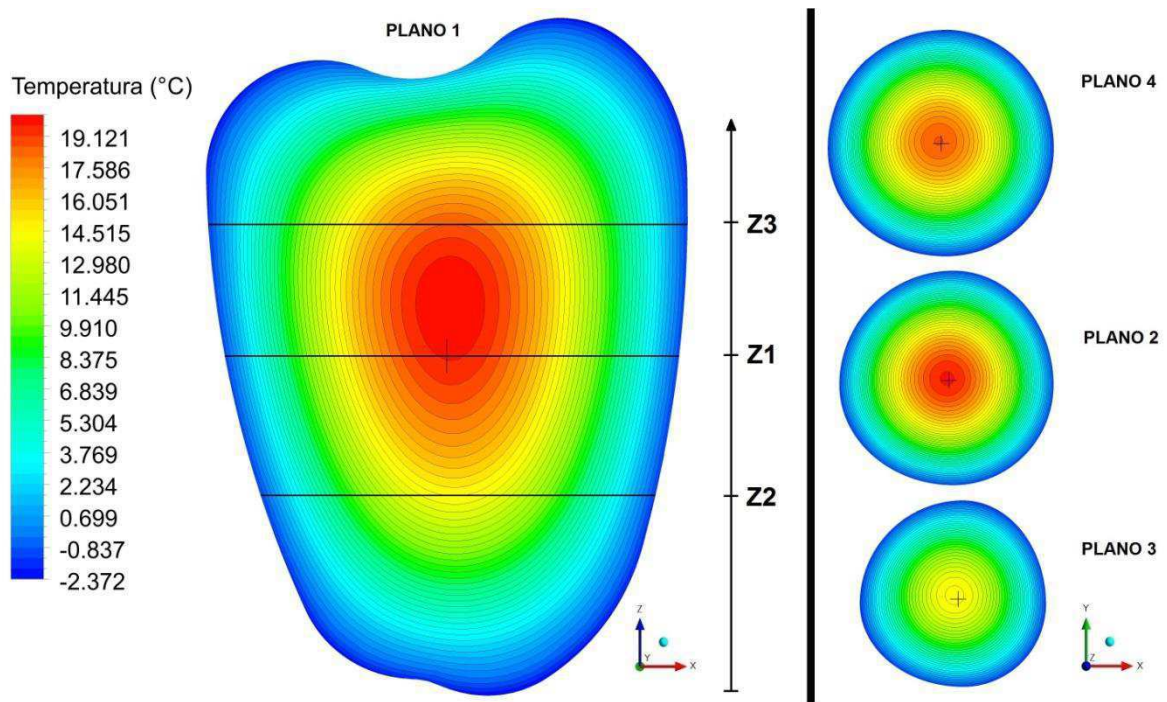 PLANO 1
Temperatura (°C)
19.121
17.586
16.051
14.515
12.980
11.445
9.910
8.375
6.839
5.304
3.769
2.234
0.699
-0.837
-2.372
Z3
Z1
Z2
Z
Y
X
PLANO 4
PLANO 2
PLANO 3
Y
Z
X